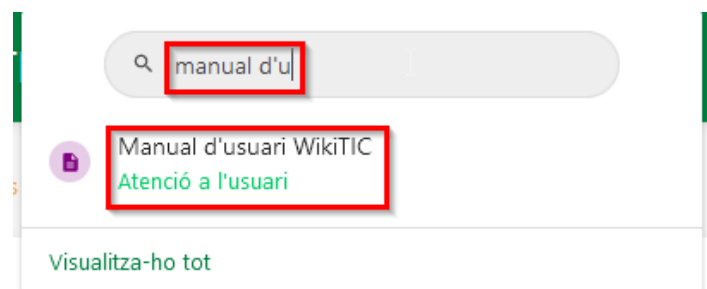 manual d'u
Manual d'usuari WikiTIC
Atenció a l'usuari
Visualitza-ho tot